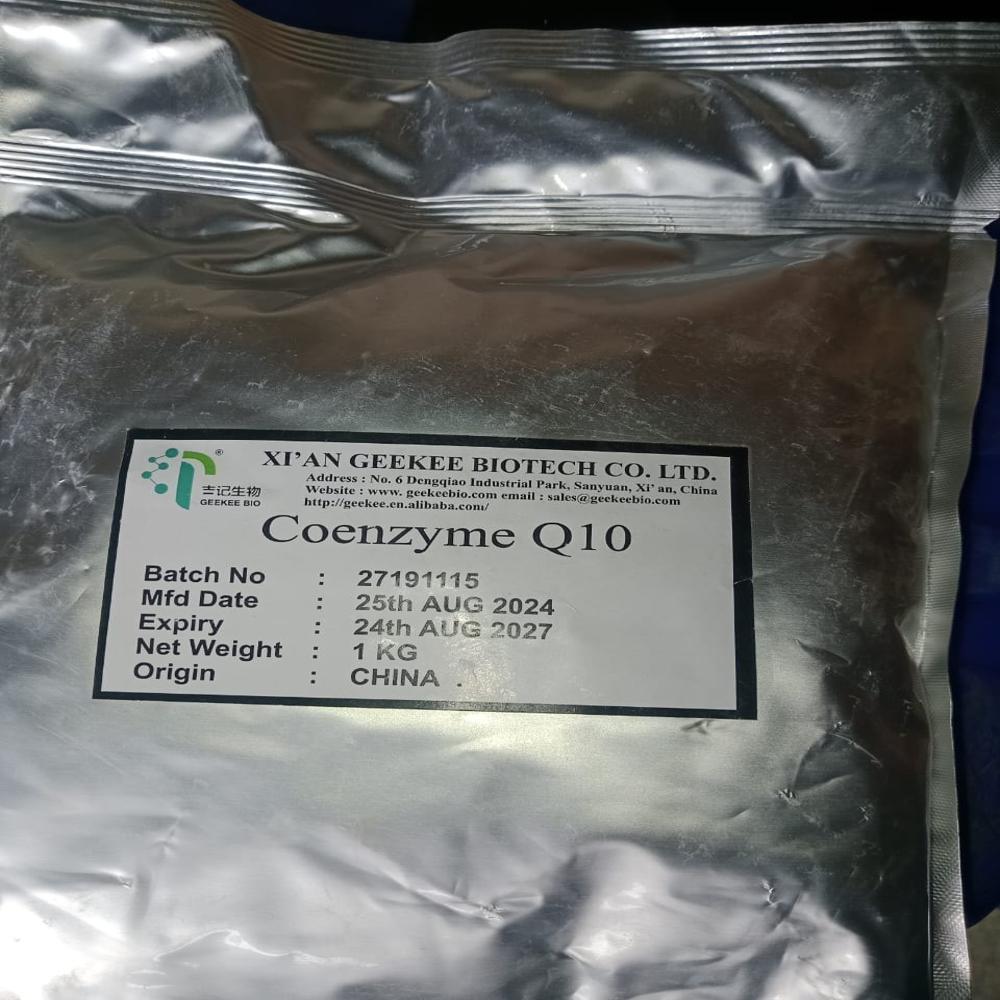 ®
吉记生物
GEEKEE BIO
XI'AN GEEKEE BIOTECH CO. LTD.
Address : No. 6 Dengqiao Industrial Park, Sanyuan, Xi' an, China
Website : www. geekeebio.com email : sales@geekeebio.com
http://geekee.en.alibaba.com/
Coenzyme Q10
Batch No : 27191115
Mfd Date : 25th AUG 2024
Expiry : 24th AUG 2027
Net Weight : 1 KG
Origin : CHINA .